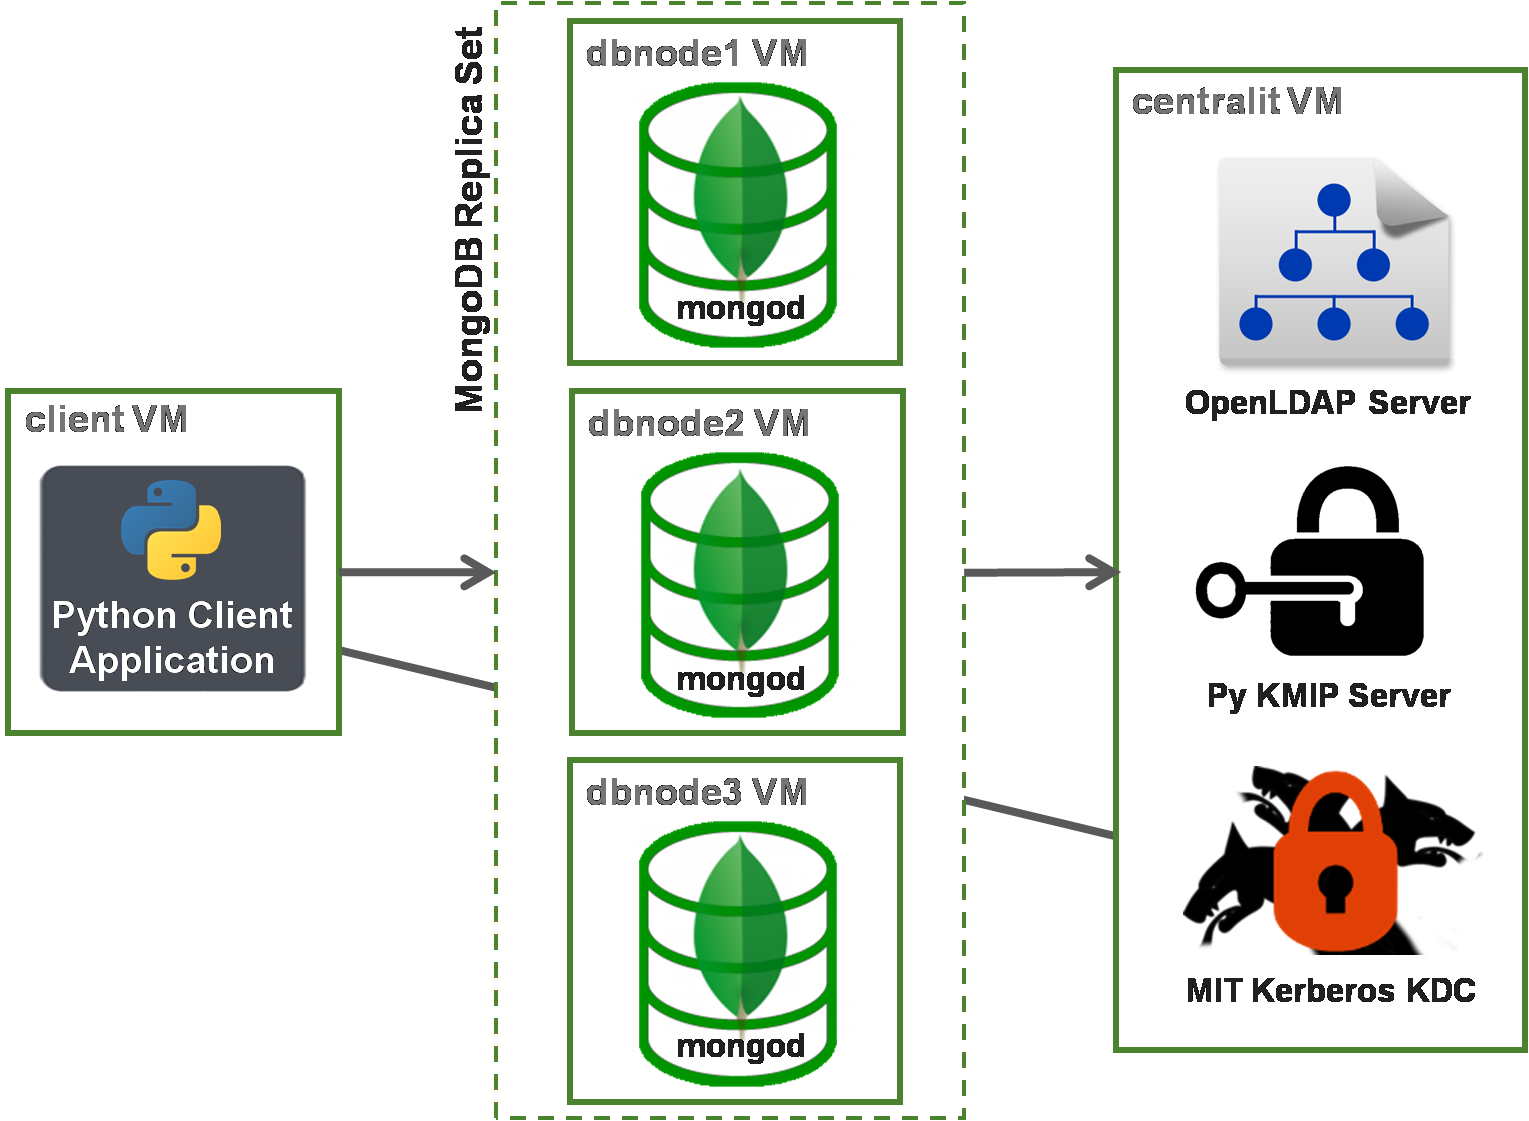 client VM
Python Client
Application
MongoDB Replica Set
dbnode1 VM
mongod
dbnode2 VM
mongod
dbnode3 VM
mongod
centralit VM
OpenLDAP Server
Py KMIP Server
MIT Kerberos KDC